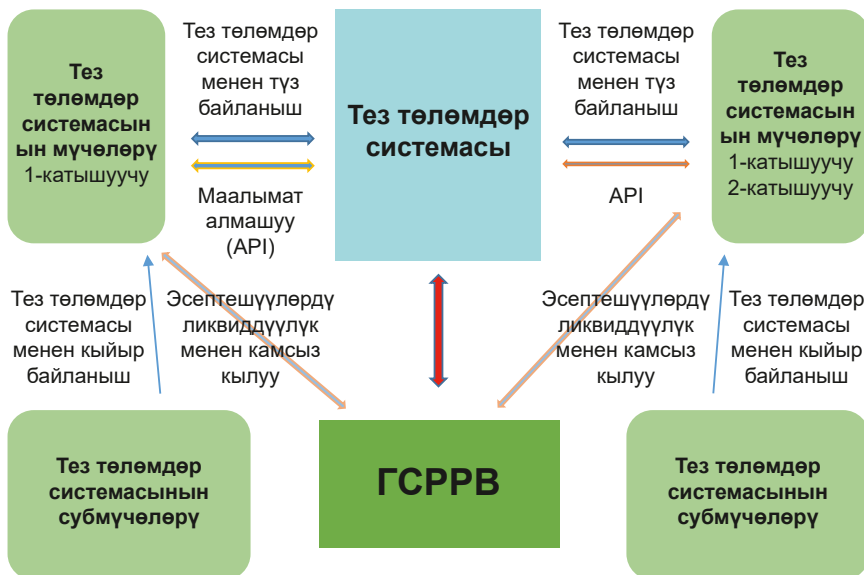 Тез
төлөмдөр
системасын
ын мүчөлөрү
1-катышуучу
Тез төлөмдөр
системасы
менен түз
байланыш
Маалымат
алмашуу
(API)
Тез төлөмдөр
системасы
Тез төлөмдөр
системасы
менен түз
байланыш
API
Тез
төлөмдөр
системасын
ын мүчөлөрү
1-катышуучу
2-катышуучу
Тез төлөмдөр
системасы
менен кыйыр
байланыш
Эсептешүүлөрдү
ликвиддүүлүк
менен камсыз
кылуу
Эсептешүүлөрдү
ликвиддүүлүк
менен камсыз
кылуу
Тез төлөмдөр
системасы
менен кыйыр
байланыш
Тез төлөмдөр
системасынын
субмүчөлөрү
ГСРРВ
Тез төлөмдөр
системасынын
субмүчөлөрү